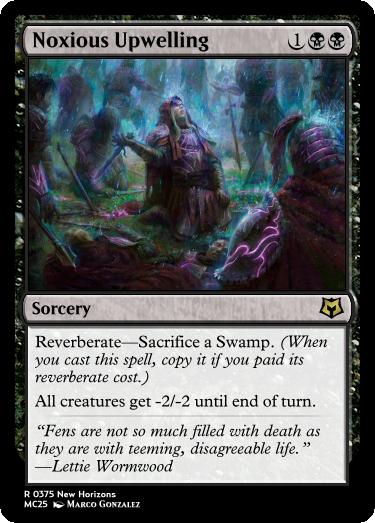 Noxious Upwelling 1
Sorcery
Reverberate—Sacrifice a Swamp. (When
you cast this spell, copy it if you paid its
reverberate cost.)
All creatures get -2/-2 until end of turn.
“Fens are not so much filled with death as
they are with teeming, disagreeable life.”
—Lettie Wormwood
R 0375 New Horizons
MC25 Marco Gonzalez